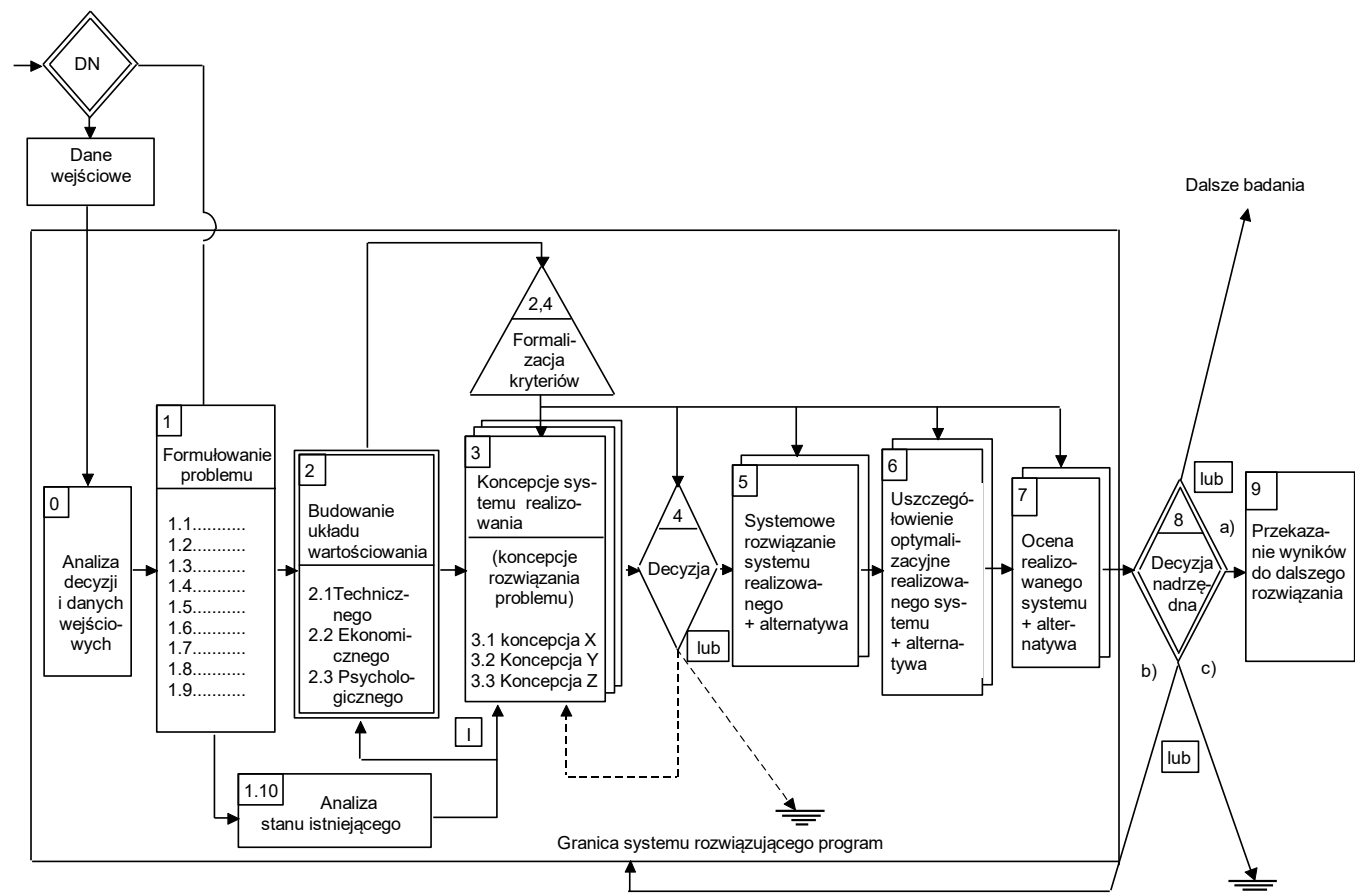 DN
Dane
wejściowe
Dalsze badania
2,4
Formali-
zacja
kryteriów
0
Analiza
decyzji
i danych
wejścio-
wych
1
Formułowanie
problemu
1.1...........
1.2...........
1.3...........
1.4...........
1.5...........
1.6...........
1.7...........
1.8...........
1.9...........
1.10
Analiza
stanu istniejącego
2
Budowanie
układu
wartościowania
2.1Technicz-
nego
2.2 Ekonomi-
cznego
2.3 Psycholo-
gicznego
I
3
Koncepcje sys-
temu realizo-
wania
(koncepcje
rozwiązania
problemu)
3.1 koncepcja X
3.2 Koncepcja Y
3.3 Koncepcja Z
4
Decyzja
lub
5
Systemowe
rozwiązanie
systemu
realizowa-
nego
+ alternatywa
6
Uszczegó-
łowienie
optymali-
zacyjne
realizowa-
nego sys-
temu
+ alterna-
tywa
7
Ocena
realizo-
wanego
systemu
+ alter-
natywa
8
Decyzja
nadrzę-
dna
lub
a)
b)
c)
lub
9
Przekaza-
nie wyników
do dalszego
rozwiązania
Granica systemu rozwiązującego program